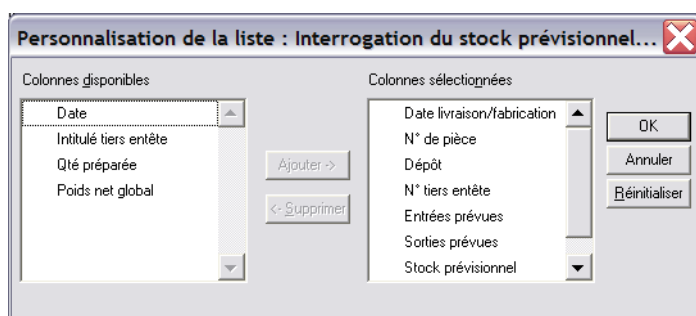 Personnalisation de la liste : Interrogation du stock prévisionnel...
Colonnes disponibles
Date
Intitulé tiers entête
Qté préparée
Poids net global
Ajouter ->
<- Supprimer
Colonnes sélectionnées
Date livraison/fabrication
N° de pièce
Dépôt
N° tiers entête
Entrées prévues
Sorties prévues
Stock prévisionnel
OK
Annuler
Réinitialiser